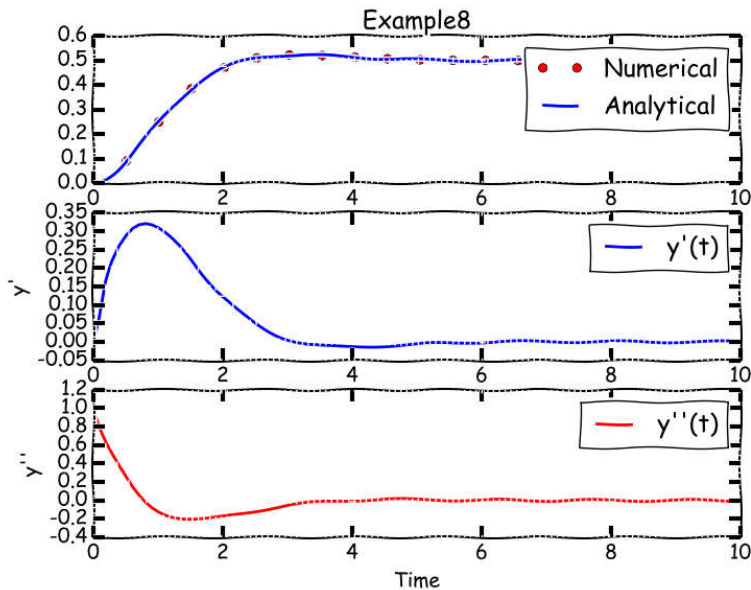 Example8
0.6
0.5
0.4
0.3
0.2
0.1
0.0
Numerical
Analytical
0 2 4 6 8 10
0.35
0.30
0.25
0.20
0.15
0.10
0.05
0.00
-0.05
y'
y'(t)
0 2 4 6 8 10
1.2
1.0
0.8
0.6
0.4
0.2
0.0
-0.2
-0.4
y''
y''(t)
0 2 4 6 8 10
Time